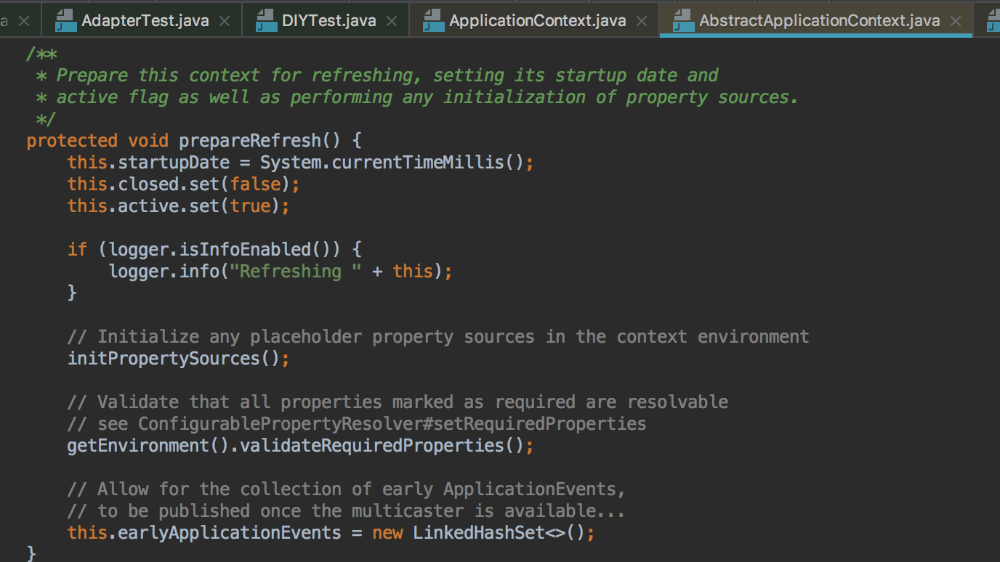 a AdapterTest.java DIYTest.java ApplicationContext.java AbstractApplicationContext.java
/**
 * Prepare this context for refreshing, setting its startup date and
 * active flag as well as performing any initialization of property sources.
 */
protected void prepareRefresh() {
    this.startupDate = System.currentTimeMillis();
    this.closed.set(false);
    this.active.set(true);

    if (logger.isInfoEnabled()) {
        logger.info("Refreshing " + this);
    }

    // Initialize any placeholder property sources in the context environment
    initPropertySources();

    // Validate that all properties marked as required are resolvable
    // see ConfigurablePropertyResolver#setRequiredProperties
    getEnvironment().validateRequiredProperties();

    // Allow for the collection of early ApplicationEvents,
    // to be published once the multicaster is available...
    this.earlyApplicationEvents = new LinkedHashSet<>();
}